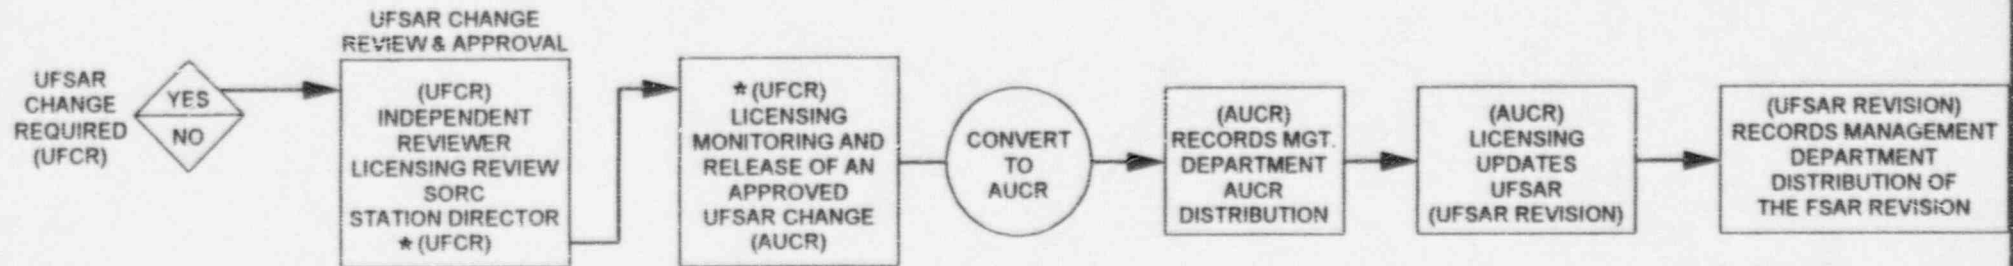 UFSAR
CHANGE
REQUIRED
(UFCR)
YES
NO
UFSAR CHANGE
REVIEW & APPROVAL
(UFCR)
INDEPENDENT
REVIEWER
LICENSING REVIEW
SORC
STATION DIRECTOR
*(UFCR)
*(UFCR)
LICENSING
MONITORING AND
RELEASE OF AN
APPROVED
UFSAR CHANGE
(AUCR)
CONVERT
TO
AUCR
(AUCR)
RECORDS MGT.
DEPARTMENT
AUCR
DISTRIBUTION
(AUCR)
LICENSING
UPDATES
UFSAR
(UFSAR REVISION)
(UFSAR REVISION)
RECORDS MANAGEMENT
DEPARTMENT
DISTRIBUTION OF
THE FSAR REVISION